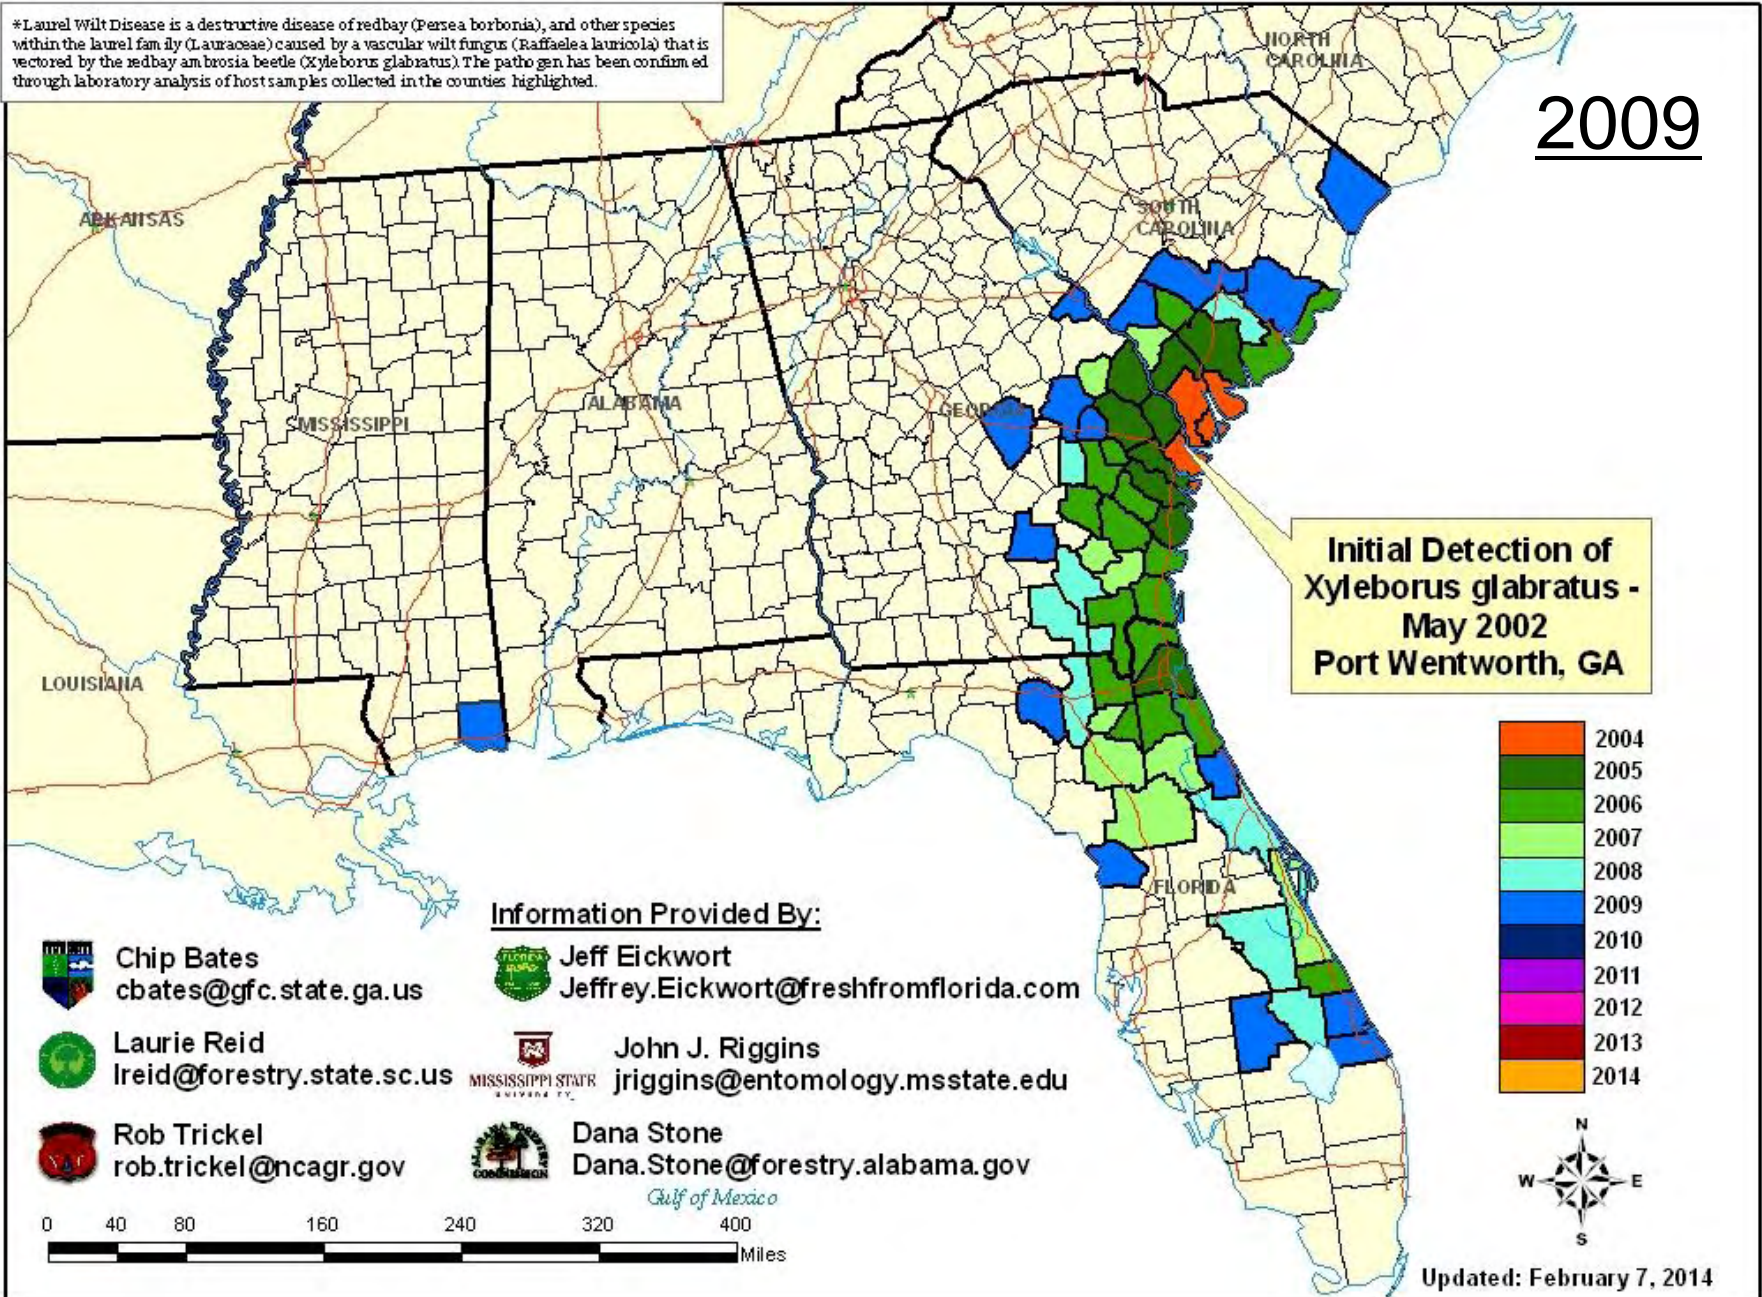 *Laurel Wilt Disease is a destructive disease of redbay (Persea borbonia), and other species
within the laurel family (Lauraceae) caused by a vascular wilt fungus (Raffaelea lauricola) that is
vectored by the redbay ambrosia beetle (Xyleborus glabratus). The pathogen has been confirmed
through laboratory analysis of host samples collected in the counties highlighted.
2009
NORTH
CAROLINA
ARKANSAS
SOUTH
CAROLINA
MISSISSIPPI
ALABAMA
GEORGIA
LOUISIANA
FLORIDA
Initial Detection of
Xyleborus glabratus -
May 2002
Port Wentworth, GA
2004
2005
2006
2007
2008
2009
2010
2011
2012
2013
2014
Information Provided By:
Chip Bates
cbates@gfc.state.ga.us
Laurie Reid
lreid@forestry.state.sc.us
Rob Trickel
rob.trickel@ncagr.gov
FLORIDA
Jeff Eickwort
Jeffrey.Eickwort@freshfromflorida.com
MISSISSIPPI STATE
UNIVERSITY
John J. Riggins
jriggins@entomology.msstate.edu
ALABAMA FORESTRY
COMMISSION
Dana Stone
Dana.Stone@forestry.alabama.gov
Gulf of Mexico
0 40 80 160 240 320 400
Miles
N
W E
S
Updated: February 7, 2014